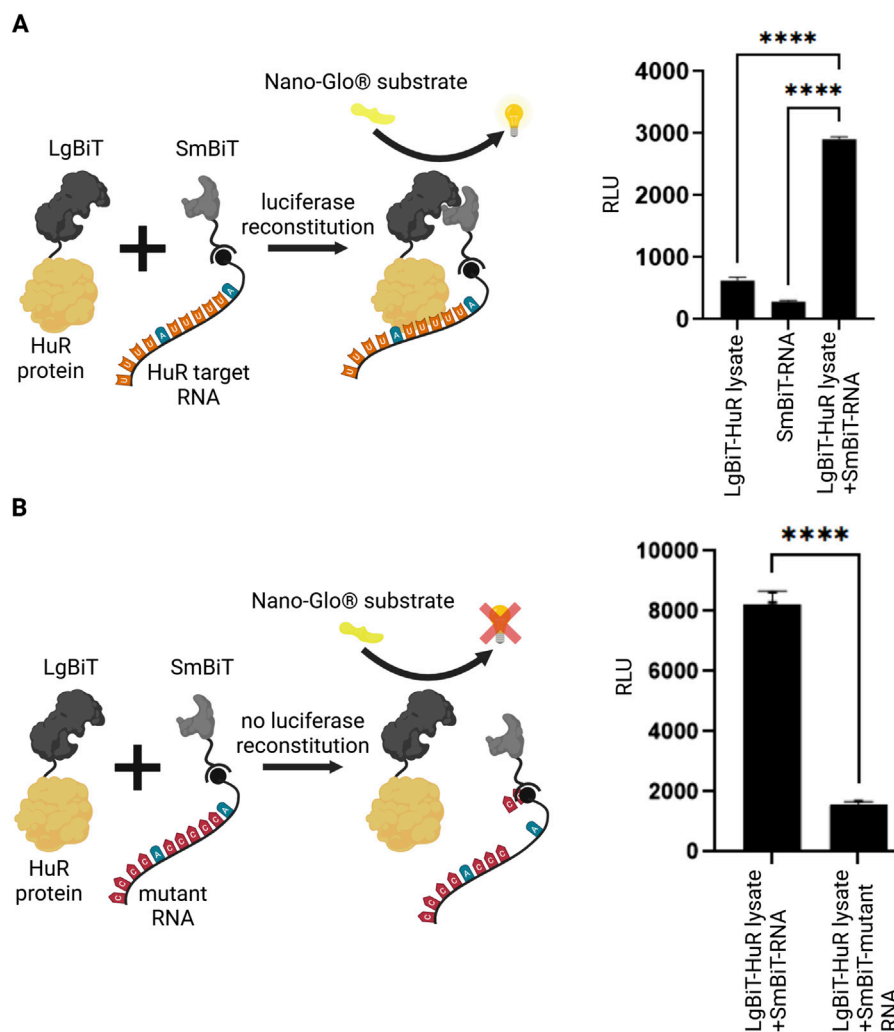 A
Nano-Glo® substrate
LgBiT
SmBiT
luciferase
reconstitution
HuR
protein
U U U U A U U U U U A
HuR target
RNA
U U U U A U U U U U A
RLU
4000
3000
2000
1000
0
****
****
LgBiT-HuR lysate
SmBiT-RNA
LgBiT-HuR lysate
+SmBiT-RNA
B
Nano-Glo® substrate
LgBiT
SmBiT
no luciferase
reconstitution
HuR
protein
C C C C A C C C C C A
mutant
RNA
C C C C A C C C
C
A
RLU
10000
8000
6000
4000
2000
0
****
LgBiT-HuR lysate
+SmBiT-RNA
LgBiT-HuR lysate
+SmBiT-mutant
RNA